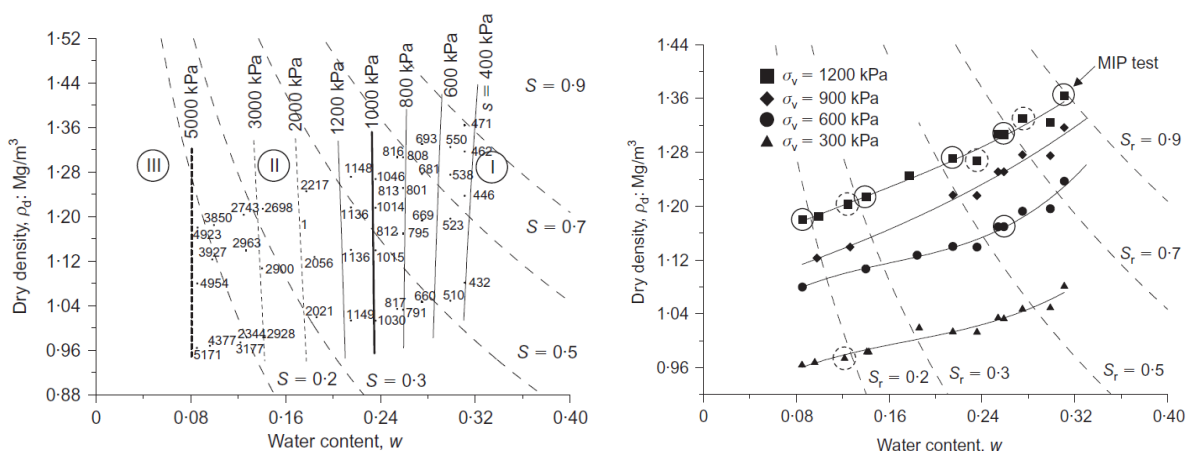 1·52
1·44
1·36
1·28
1·20
1·12
1·04
0·96
0·88
Dry density, ρd: Mg/m³
0
0·08
0·16
0·24
0·32
0·40
Water content, w
5000 kPa
3000 kPa
2000 kPa
1200 kPa
1000 kPa
800 kPa
600 kPa
s = 400 kPa
S = 0·9
S = 0·7
S = 0·5
S = 0·3
S = 0·2
III
II
I
471
693
550
816
808
462
1148
681
538
1046
2217
813
801
446
2743
2698
1014
3850
1136
669
1
523
4923
812
795
2963
3927
1136
1015
2056
2900
4954
432
660
510
817
791
2021
1149
1030
2344
2928
4377
3177
5171
1·44
1·36
1·28
1·20
1·12
1·04
0·96
Dry density, ρd: Mg/m³
0
0·08
0·16
0·24
0·32
0·40
Water content, w
σv = 1200 kPa
σv = 900 kPa
σv = 600 kPa
σv = 300 kPa
MIP test
Sr = 0·9
Sr = 0·7
Sr = 0·5
Sr = 0·3
Sr = 0·2